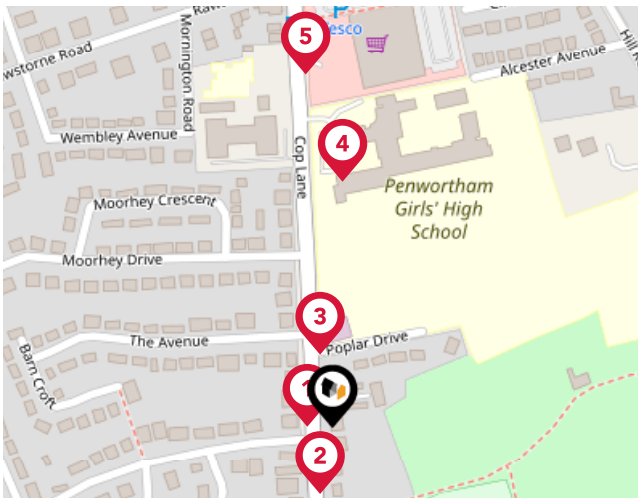 P
Tesco
5
Mornington Road
Alcester Avenue
Wembley Avenue
Cop Lane
4
Penwortham
Girls' High
School
Moorhey Crescent
Moorhey Drive
3
The Avenue
Poplar Drive
Barn Croft
1
2